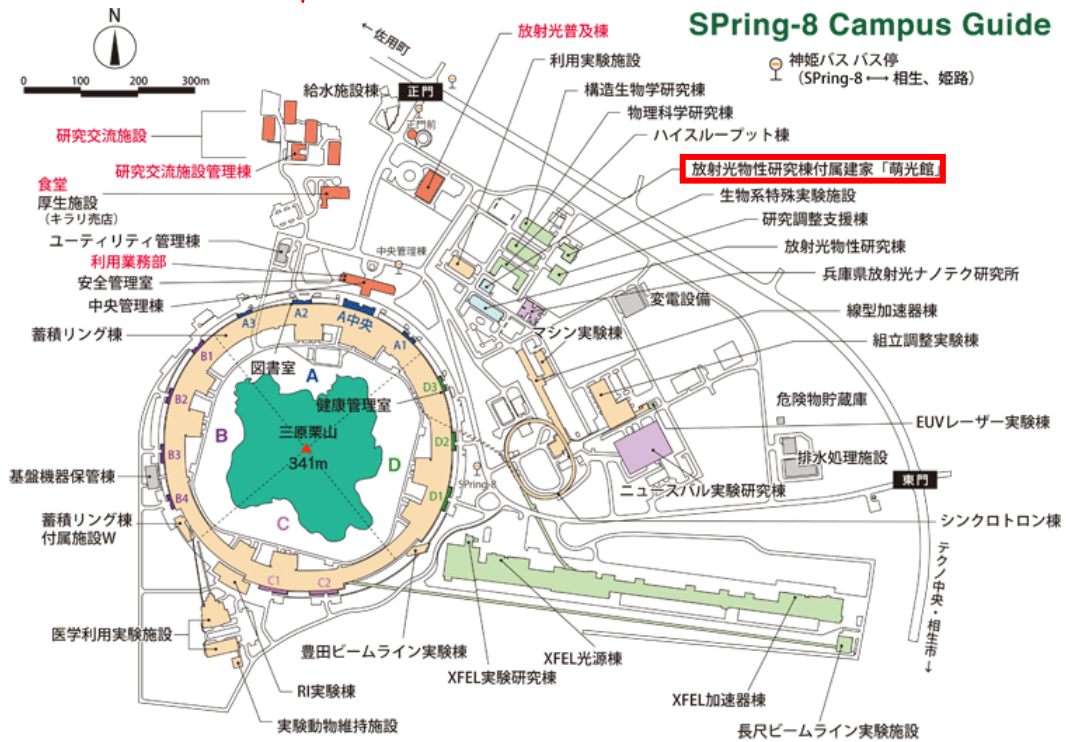 SPring-8 Campus Guide
N
0 100 200 300m
←佐用町
神姫バス バス停
(SPring-8 ⟷ 相生、姫路)
放射光普及棟
利用実験施設
構造生物学研究棟
物理科学研究棟
ハイスループット棟
放射光物性研究棟付属建家「萌光館」
生物系特殊実験施設
研究調整支援棟
放射光物性研究棟
兵庫県放射光ナノテク研究所
線型加速器棟
組立調整実験棟
給水施設棟
正門
正門前
研究交流施設
研究交流施設管理棟
食堂
厚生施設
(キラリ売店)
ユーティリティ管理棟
利用業務部
安全管理室
中央管理棟
中央管理棟
蓄積リング棟
変電設備
マシン実験棟
図書室
健康管理室
危険物貯蔵庫
EUVレーザー実験棟
排水処理施設
東門
ニュースバル実験研究棟
シンクロトロン棟
テクノ中央・相生市→
A3
A2
A中央
A1
B1
B2
B3
B4
C1
C2
D1
D2
D3
A
B
C
D
三原栗山
341m
SPring-8
基盤機器保管棟
蓄積リング棟
付属施設W
医学利用実験施設
RI実験棟
実験動物維持施設
豊田ビームライン実験棟
XFEL実験研究棟
XFEL光源棟
XFEL加速器棟
長尺ビームライン実験施設